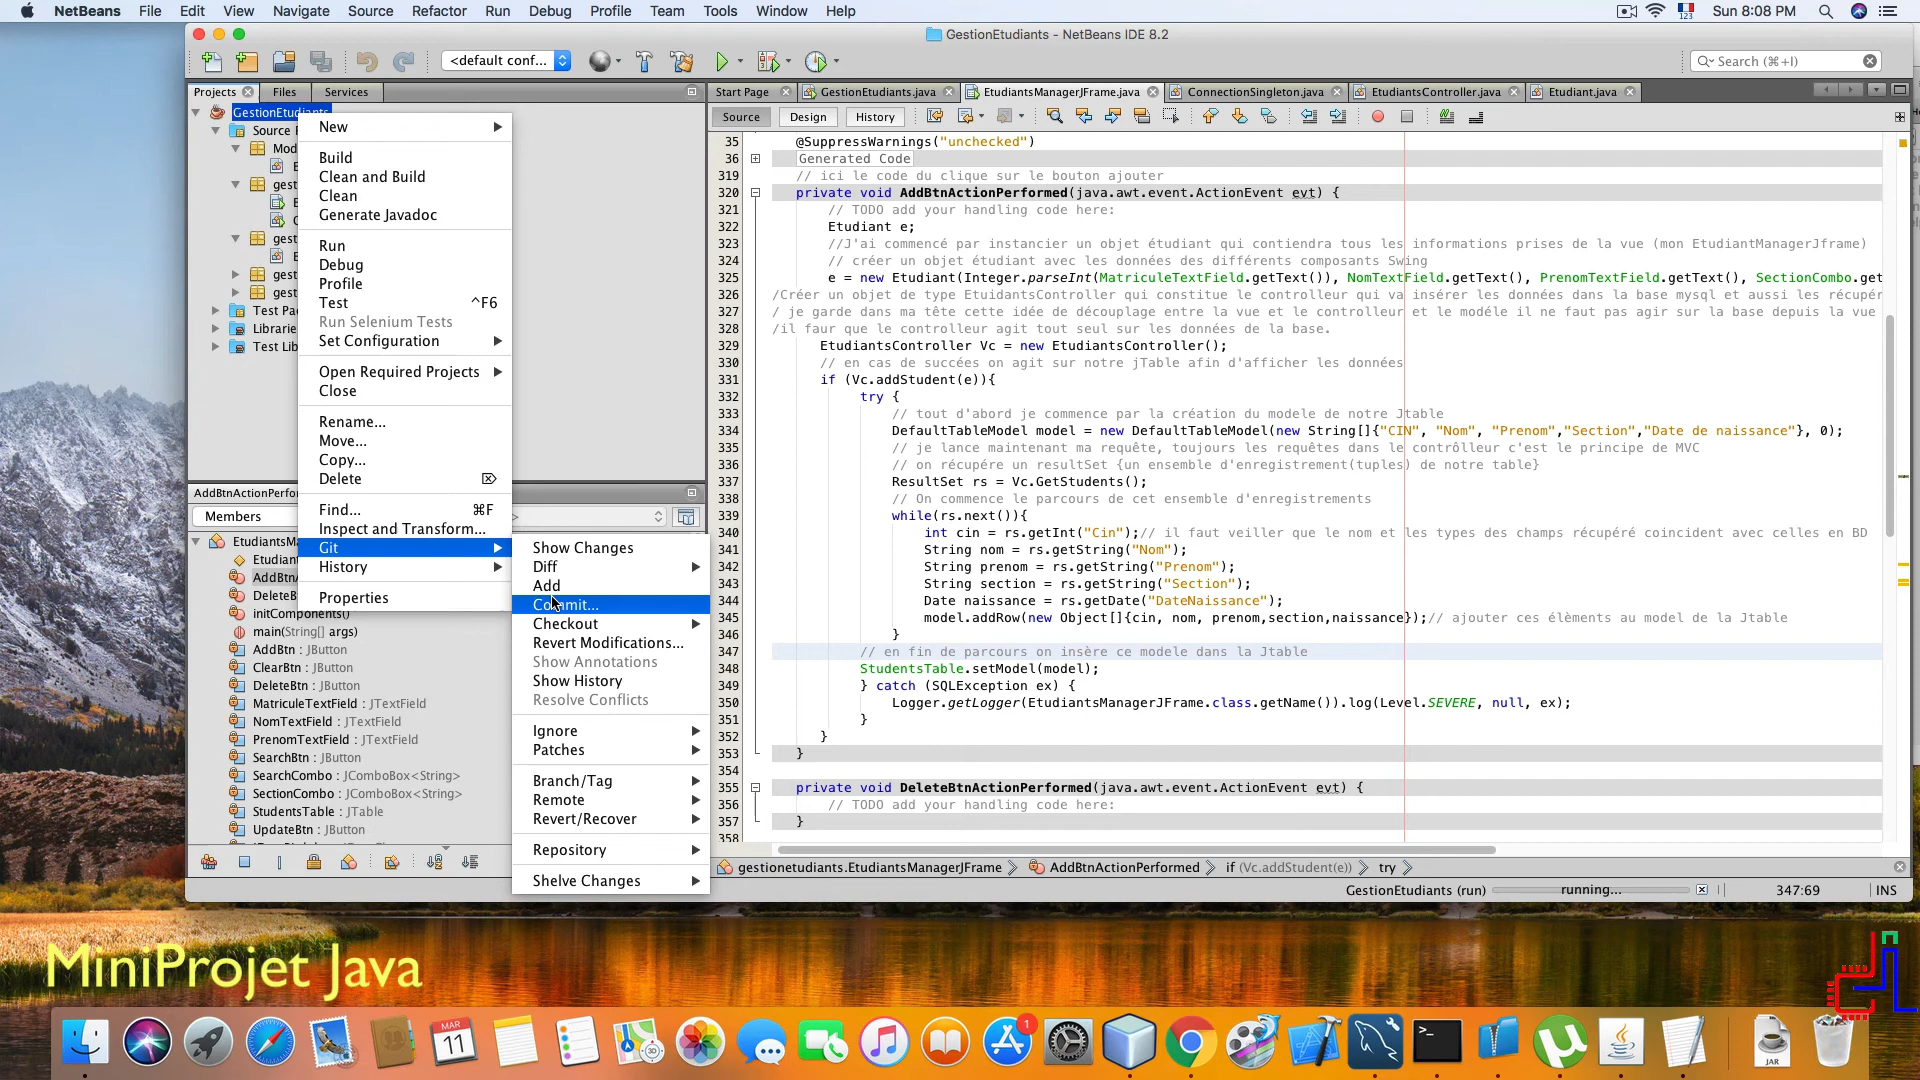 NetBeans File Edit View Navigate Source Refactor Run Debug Profile Team Tools Window Help 123 Sun 8:08 PM
GestionEtudiants - NetBeans IDE 8.2
<default conf...
Search (⌘+I)
Projects Files Services
Start Page GestionEtudiants.java EtudiantsManagerJFrame.java ConnectionSingleton.java EtudiantsController.java Etudiant.java
Source Design History
GestionEtudiants
Source
Mod
gest
gest
gest
gest
Test Pa
Librarie
Test Lib
New
Build
Clean and Build
Clean
Generate Javadoc
Run
Debug
Profile
Test ^F6
Run Selenium Tests
Set Configuration
Open Required Projects
Close
Rename...
Move...
Copy...
Delete
Find... ⌘F
Inspect and Transform...
Git
History
Properties
Show Changes
Diff
Add
Commit...
Checkout
Revert Modifications...
Show Annotations
Show History
Resolve Conflicts
Ignore
Patches
Branch/Tag
Remote
Revert/Recover
Repository
Shelve Changes
AddBtnActionPerfor
Members
EtudiantsMa
Etudiant
AddBtnA
DeleteB
initComponents()
main(String[] args)
AddBtn : JButton
ClearBtn : JButton
DeleteBtn : JButton
MatriculeTextField : JTextField
NomTextField : JTextField
PrenomTextField : JTextField
SearchBtn : JButton
SearchCombo : JComboBox<String>
SectionCombo : JComboBox<String>
StudentsTable : JTable
UpdateBtn : JButton
35 @SuppressWarnings("unchecked")
36 Generated Code
319 // ici le code du clique sur le bouton ajouter
320 private void AddBtnActionPerformed(java.awt.event.ActionEvent evt) {
321 // TODO add your handling code here:
322 Etudiant e;
323 //J'ai commencé par instancier un objet étudiant qui contiendra tous les informations prises de la vue (mon EtudiantManagerJframe)
324 // créer un objet étudiant avec les données des différents composants Swing
325 e = new Etudiant(Integer.parseInt(MatriculeTextField.getText()), NomTextField.getText(), PrenomTextField.getText(), SectionCombo.get
326 /Créer un objet de type EtuidantsController qui constitue le controlleur qui va insérer les données dans la base mysql et aussi les récupér
327 / je garde dans ma tête cette idée de découplage entre la vue et le controlleur et le modéle il ne faut pas agir sur la base depuis la vue
328 /il faur que le controlleur agit tout seul sur les données de la base.
329 EtudiantsController Vc = new EtudiantsController();
330 // en cas de succées on agit sur notre jTable afin d'afficher les données
331 if (Vc.addStudent(e)){
332 try {
333 // tout d'abord je commence par la création du modele de notre Jtable
334 DefaultTableModel model = new DefaultTableModel(new String[]{"CIN", "Nom", "Prenom","Section","Date de naissance"}, 0);
335 // je lance maintenant ma requête, toujours les requêtes dans le contrôlleur c'est le principe de MVC
336 // on récupére un resultSet {un ensemble d'enregistrement(tuples) de notre table}
337 ResultSet rs = Vc.GetStudents();
338 // On commence le parcours de cet ensemble d'enregistrements
339 while(rs.next()){
340 int cin = rs.getInt("Cin");// il faut veiller que le nom et les types des champs récupéré coincident avec celles en BD
341 String nom = rs.getString("Nom");
342 String prenom = rs.getString("Prenom");
343 String section = rs.getString("Section");
344 Date naissance = rs.getDate("DateNaissance");
345 model.addRow(new Object[]{cin, nom, prenom,section,naissance});// ajouter ces élèments au model de la Jtable
346 }
347 // en fin de parcours on insère ce modele dans la Jtable
348 StudentsTable.setModel(model);
349 } catch (SQLException ex) {
350 Logger.getLogger(EtudiantsManagerJFrame.class.getName()).log(Level.SEVERE, null, ex);
351 }
352 }
353 }
354
355 private void DeleteBtnActionPerformed(java.awt.event.ActionEvent evt) {
356 // TODO add your handling code here:
357 }
358
gestionetudiants.EtudiantsManagerJFrame AddBtnActionPerformed if (Vc.addStudent(e)) try
GestionEtudiants (run) running... 347:69 INS
MiniProjet Java
MAR
11
3D
1
JAR